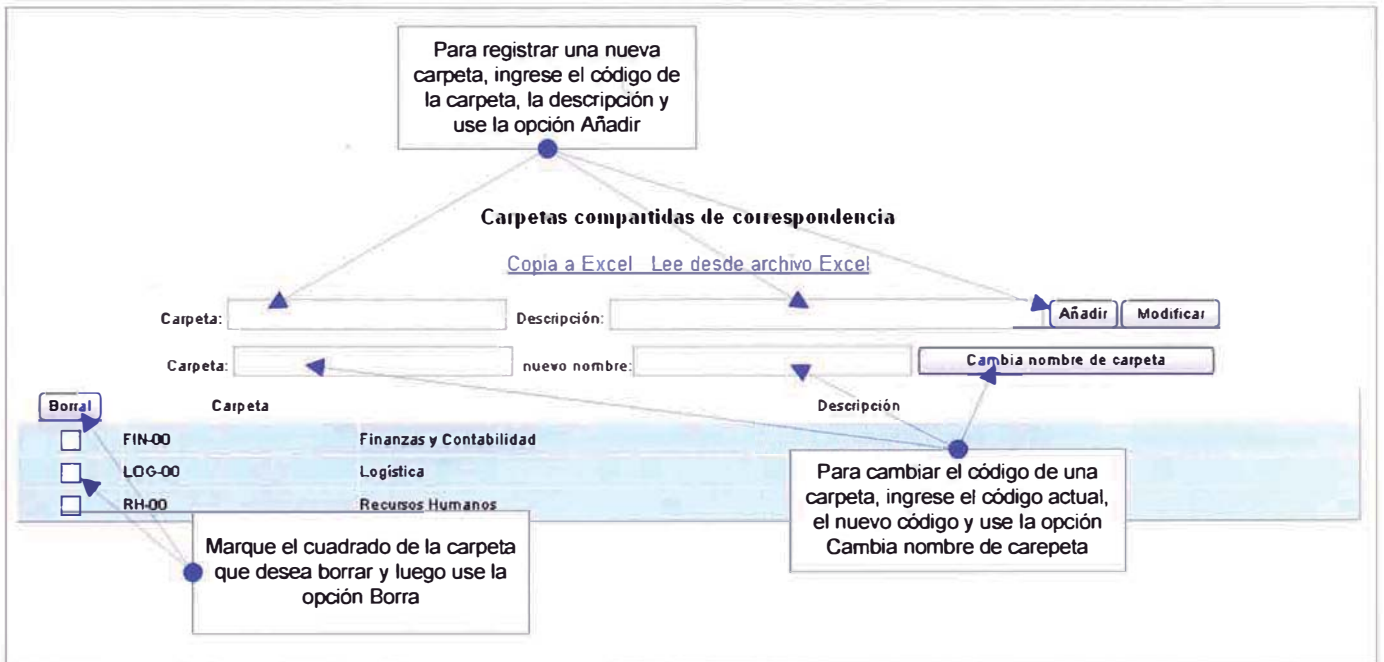 Para registrar una nueva
carpeta, ingrese el código de
la carpeta, la descripción y
use la opción Añadir
Carpetas compartidas de correspondencia
Copia a Excel Lee desde archivo Excel
Carpeta: Descripción: Añadir Modificar
Carpeta: nuevo nombre: Cambia nombre de carpeta
Borral Carpeta Descripción
FIN-00 Finanzas y Contabilidad
LOG-00 Logística
RH-00 Recursos Humanos
Para cambiar el código de una
carpeta, ingrese el código actual,
el nuevo código y use la opción
Cambia nombre de carepeta
Marque el cuadrado de la carpeta
que desea borrar y luego use la
opción Borra